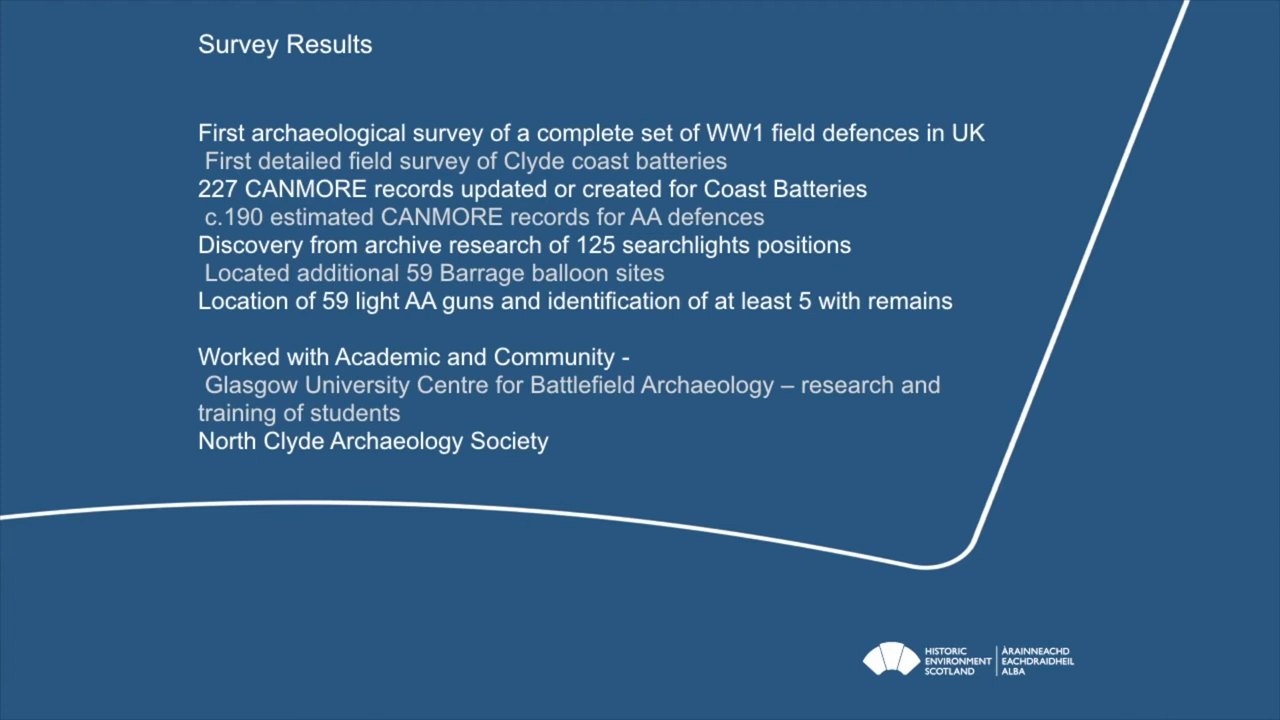 Survey Results
First archaeological survey of a complete set of WW1 field defences in UK
First detailed field survey of Clyde coast batteries
227 CANMORE records updated or created for Coast Batteries
c.190 estimated CANMORE records for AA defences
Discovery from archive research of 125 searchlights positions
Located additional 59 Barrage balloon sites
Location of 59 light AA guns and identification of at least 5 with remains
Worked with Academic and Community -
Glasgow University Centre for Battlefield Archaeology – research and
training of students
North Clyde Archaeology Society
HISTORIC
ENVIRONMENT
SCOTLAND
ÀRAINNEACHD
EACHDRAIDHEIL
ALBA